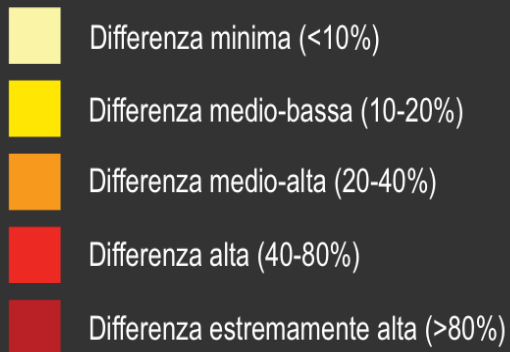 Differenza minima (<10%)
Differenza medio-bassa (10-20%)
Differenza medio-alta (20-40%)
Differenza alta (40-80%)
Differenza estremamente alta (>80%)